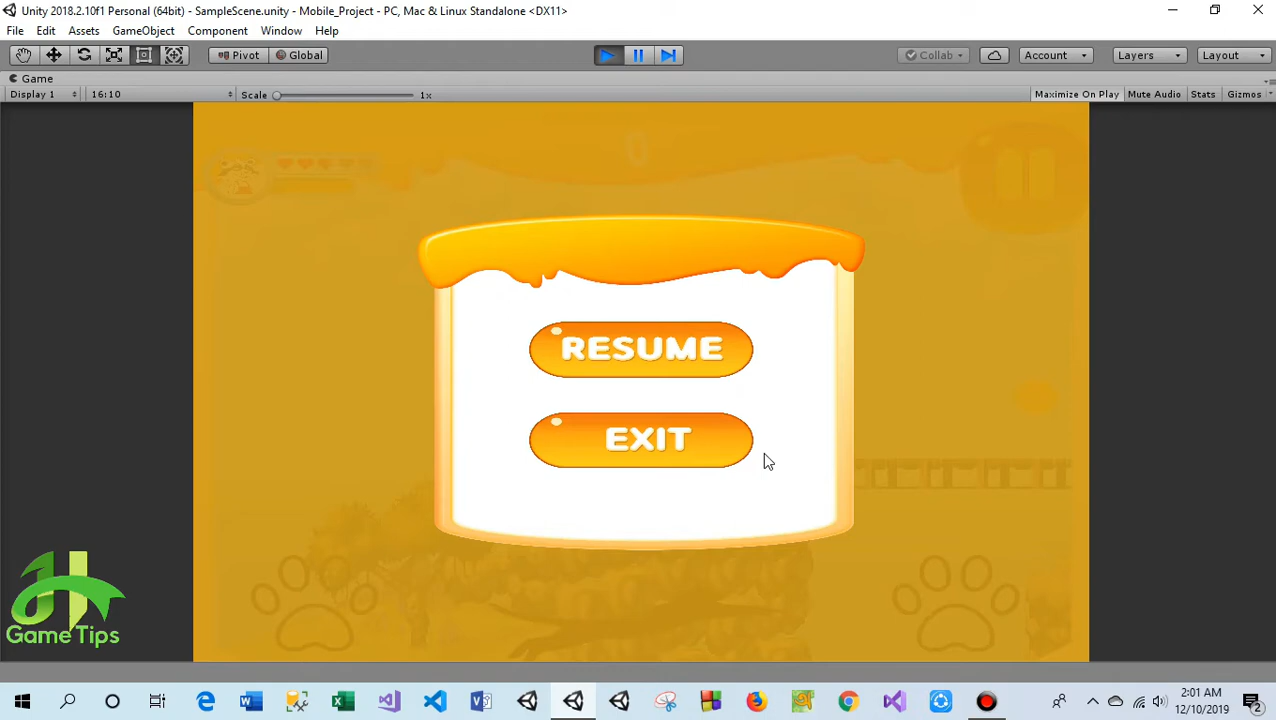 Unity 2018.2.10f1 Personal (64bit) - SampleScene.unity - Mobile_Project - PC, Mac & Linux Standalone <DX11>
File Edit Assets GameObject Component Window Help
Pivot Global Collab Account Layers Layout
Game
Display 1 16:10 Scale 1x Maximize On Play Mute Audio Stats Gizmos
0
RESUME
EXIT
H
Game Tips
2:01 AM
12/10/2019
2